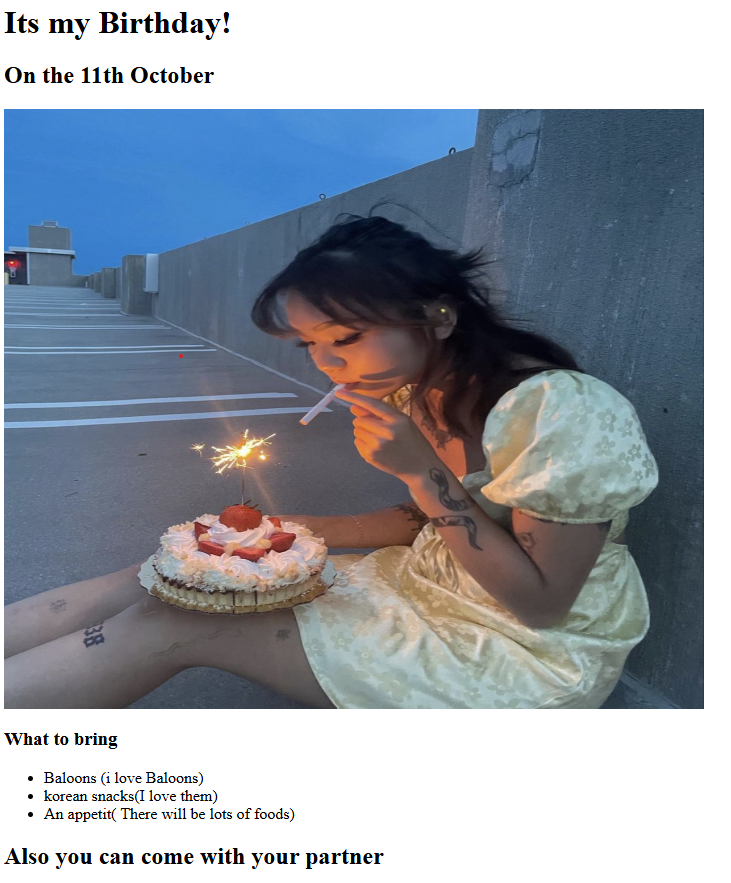 Its my Birthday!
On the 11th October
38
What to bring
Baloons (i love Baloons)
korean snacks(I love them)
An appetit( There will be lots of foods)
Also you can come with your partner